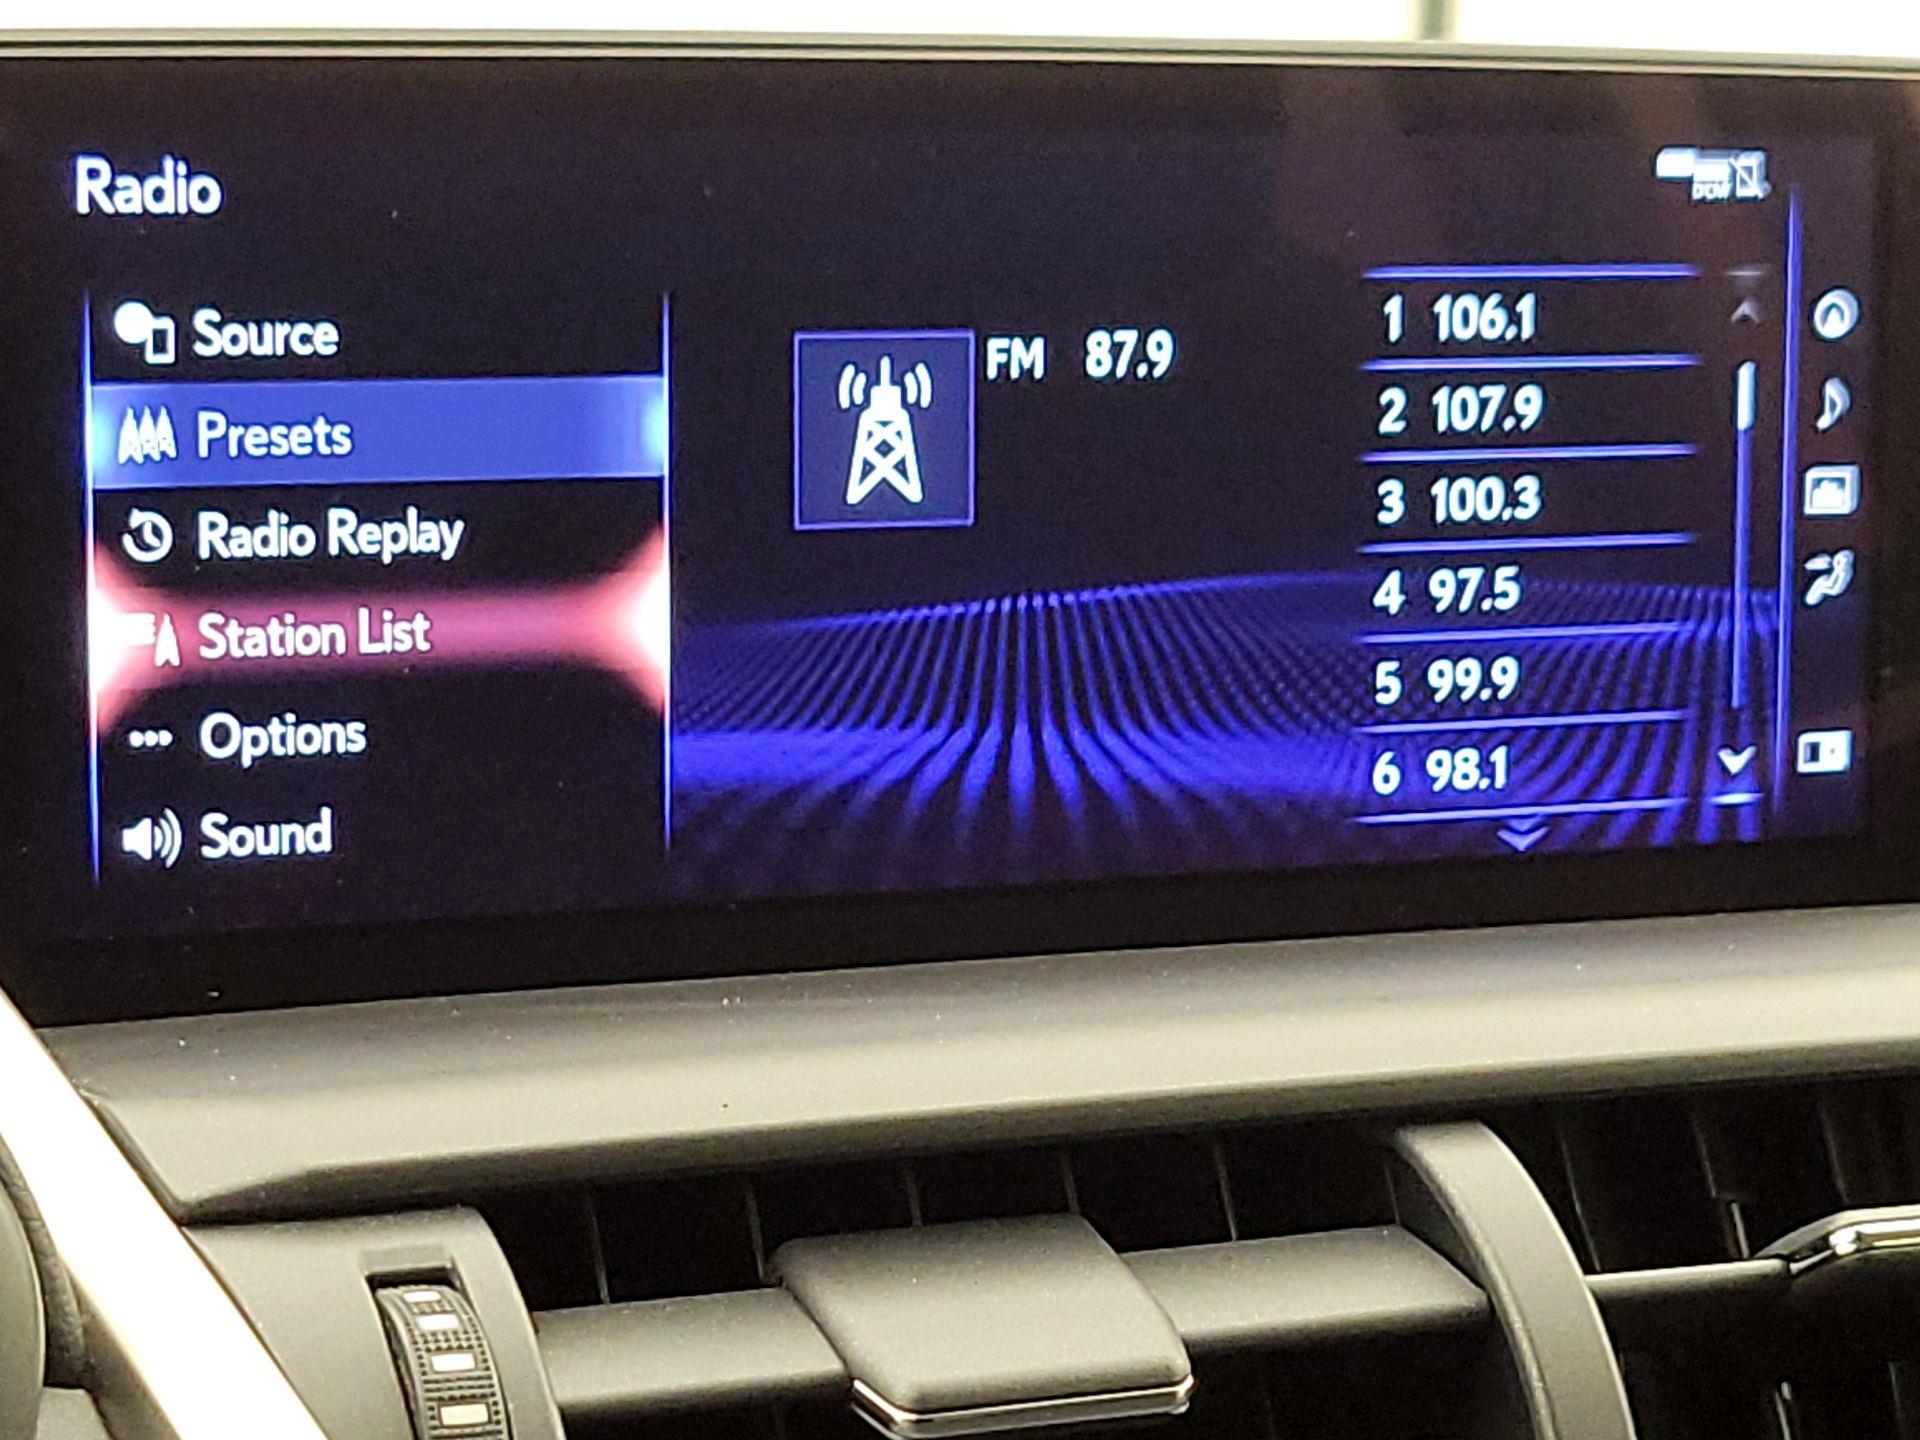 Radio
DCM
Source
Presets
Radio Replay
Station List
Options
Sound
FM 87.9
1 106.1
2 107.9
3 100.3
4 97.5
5 99.9
6 98.1